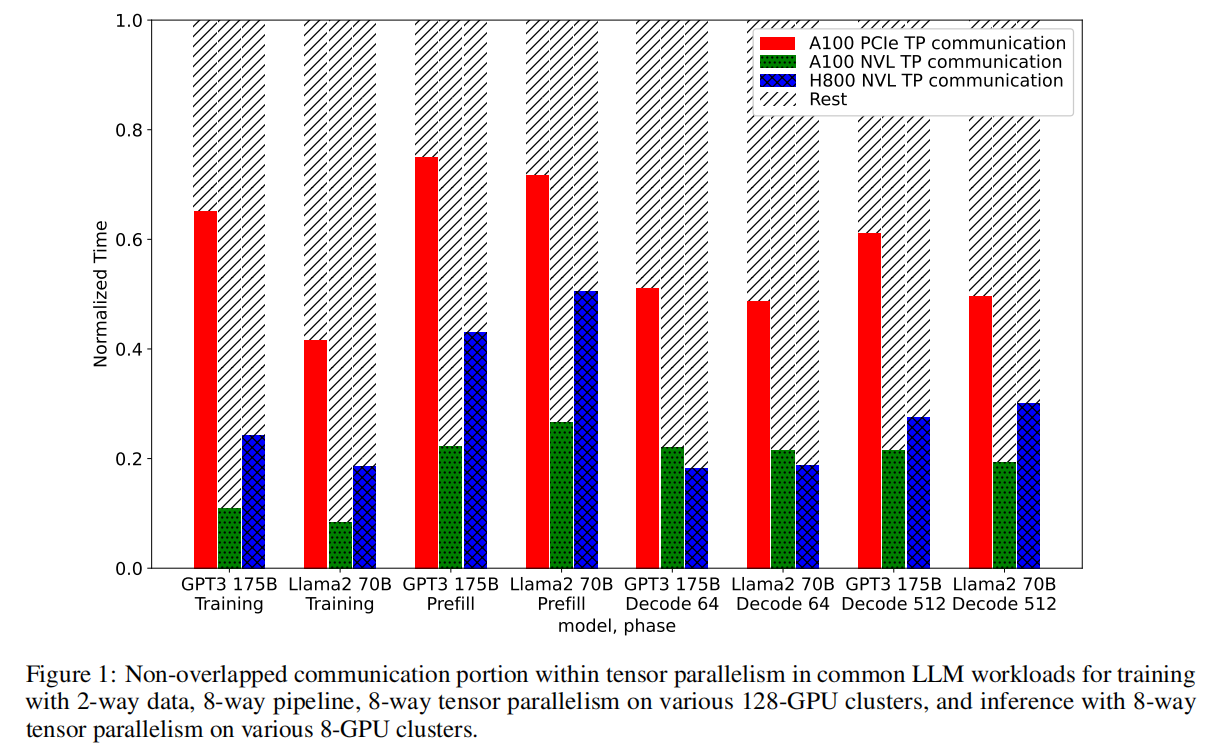 1.0
0.8
0.6
0.4
0.2
0.0
Normalized Time
A100 PCIe TP communication
A100 NVL TP communication
H800 NVL TP communication
Rest
GPT3 175B Training
Llama2 70B Training
GPT3 175B Prefill
Llama2 70B Prefill
GPT3 175B Decode 64
Llama2 70B Decode 64
GPT3 175B Decode 512
Llama2 70B Decode 512
model, phase
Figure 1: Non-overlapped communication portion within tensor parallelism in common LLM workloads for training
with 2-way data, 8-way pipeline, 8-way tensor parallelism on various 128-GPU clusters, and inference with 8-way
tensor parallelism on various 8-GPU clusters.